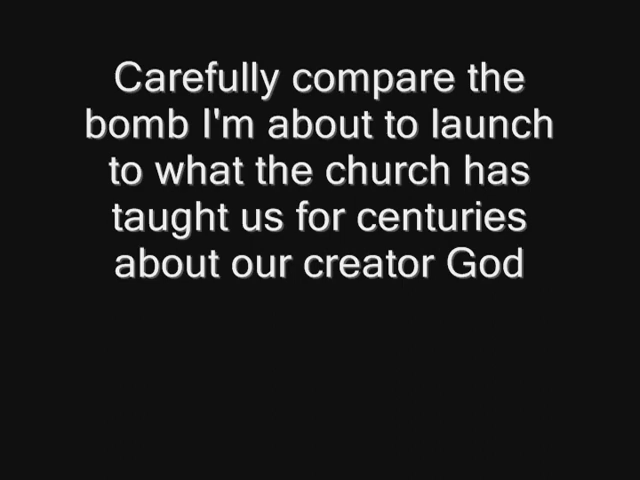 Carefully compare the
bomb I'm about to launch
to what the church has
taught us for centuries
about our creator God